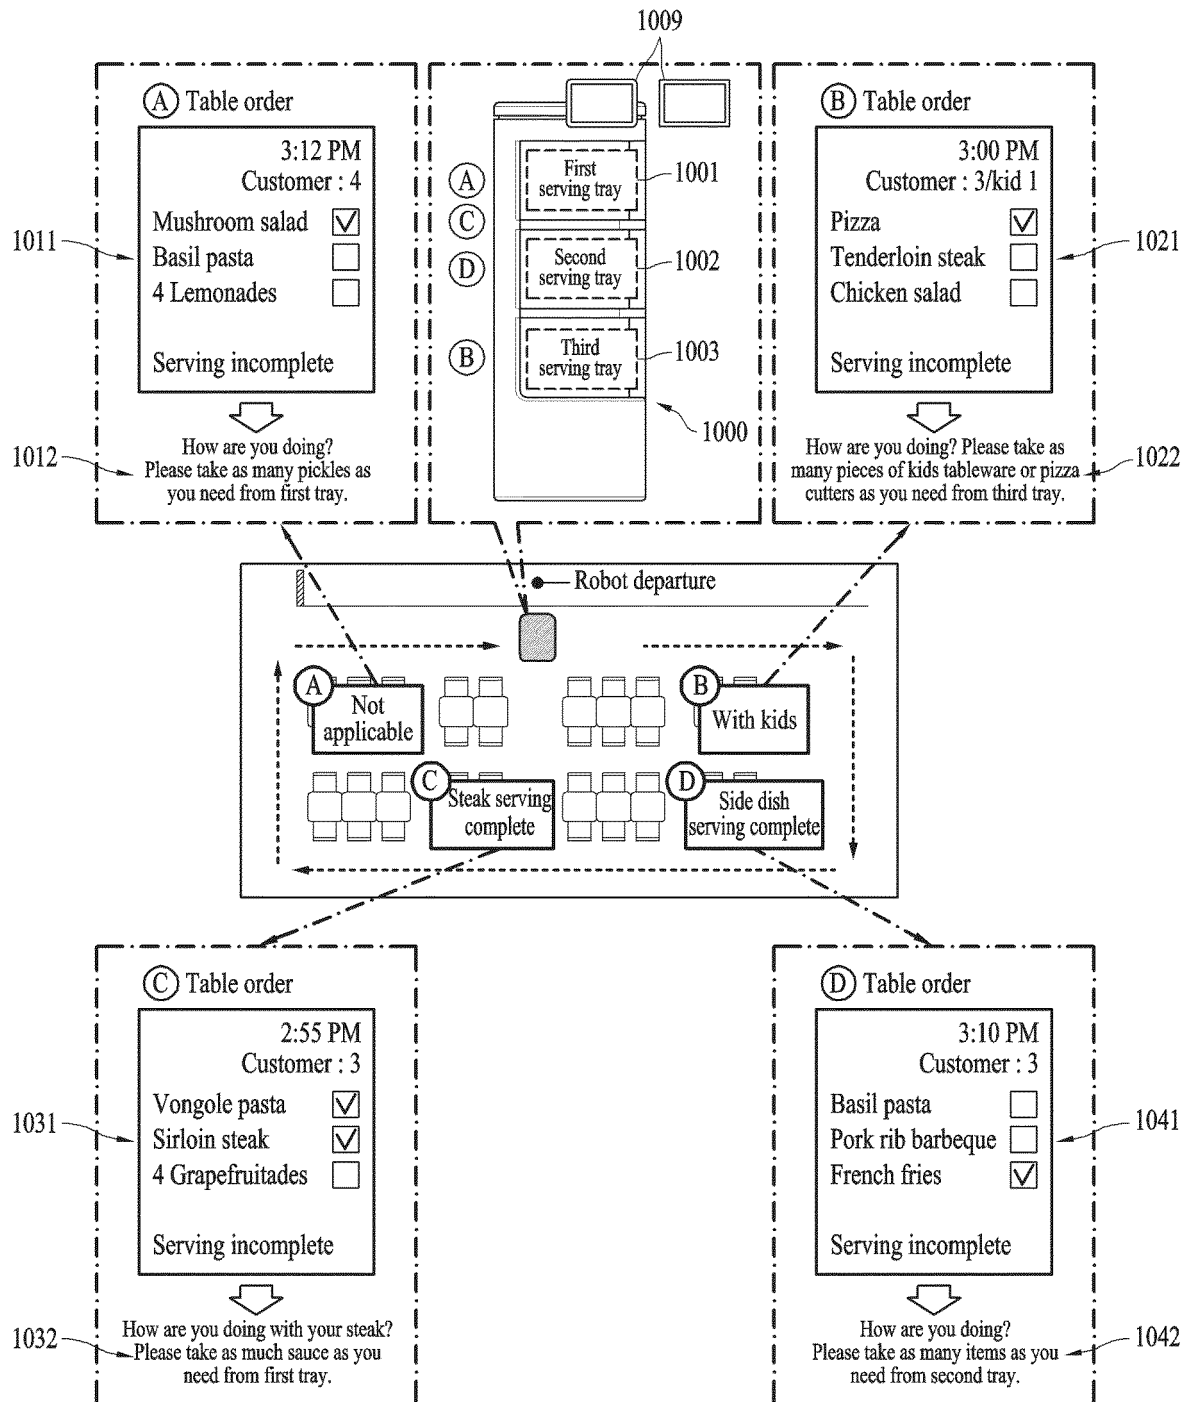 1009
A Table order
3:12 PM
Customer : 4
Mushroom salad
Basil pasta
4 Lemonades
Serving incomplete
1011
How are you doing?
Please take as many pickles as
you need from first tray.
1012
A
C
D
B
First
serving tray
1001
Second
serving tray
1002
Third
serving tray
1003
1000
B Table order
3:00 PM
Customer : 3/kid 1
Pizza
Tenderloin steak
Chicken salad
Serving incomplete
1021
How are you doing? Please take as
many pieces of kids tableware or pizza
cutters as you need from third tray.
1022
Robot departure
A
Not
applicable
B
With kids
C
Steak serving
complete
D
Side dish
serving complete
C Table order
2:55 PM
Customer : 3
Vongole pasta
Sirloin steak
4 Grapefruitades
Serving incomplete
1031
How are you doing with your steak?
Please take as much sauce as you
need from first tray.
1032
D Table order
3:10 PM
Customer : 3
Basil pasta
Pork rib barbeque
French fries
Serving incomplete
1041
How are you doing?
Please take as many items as you
need from second tray.
1042